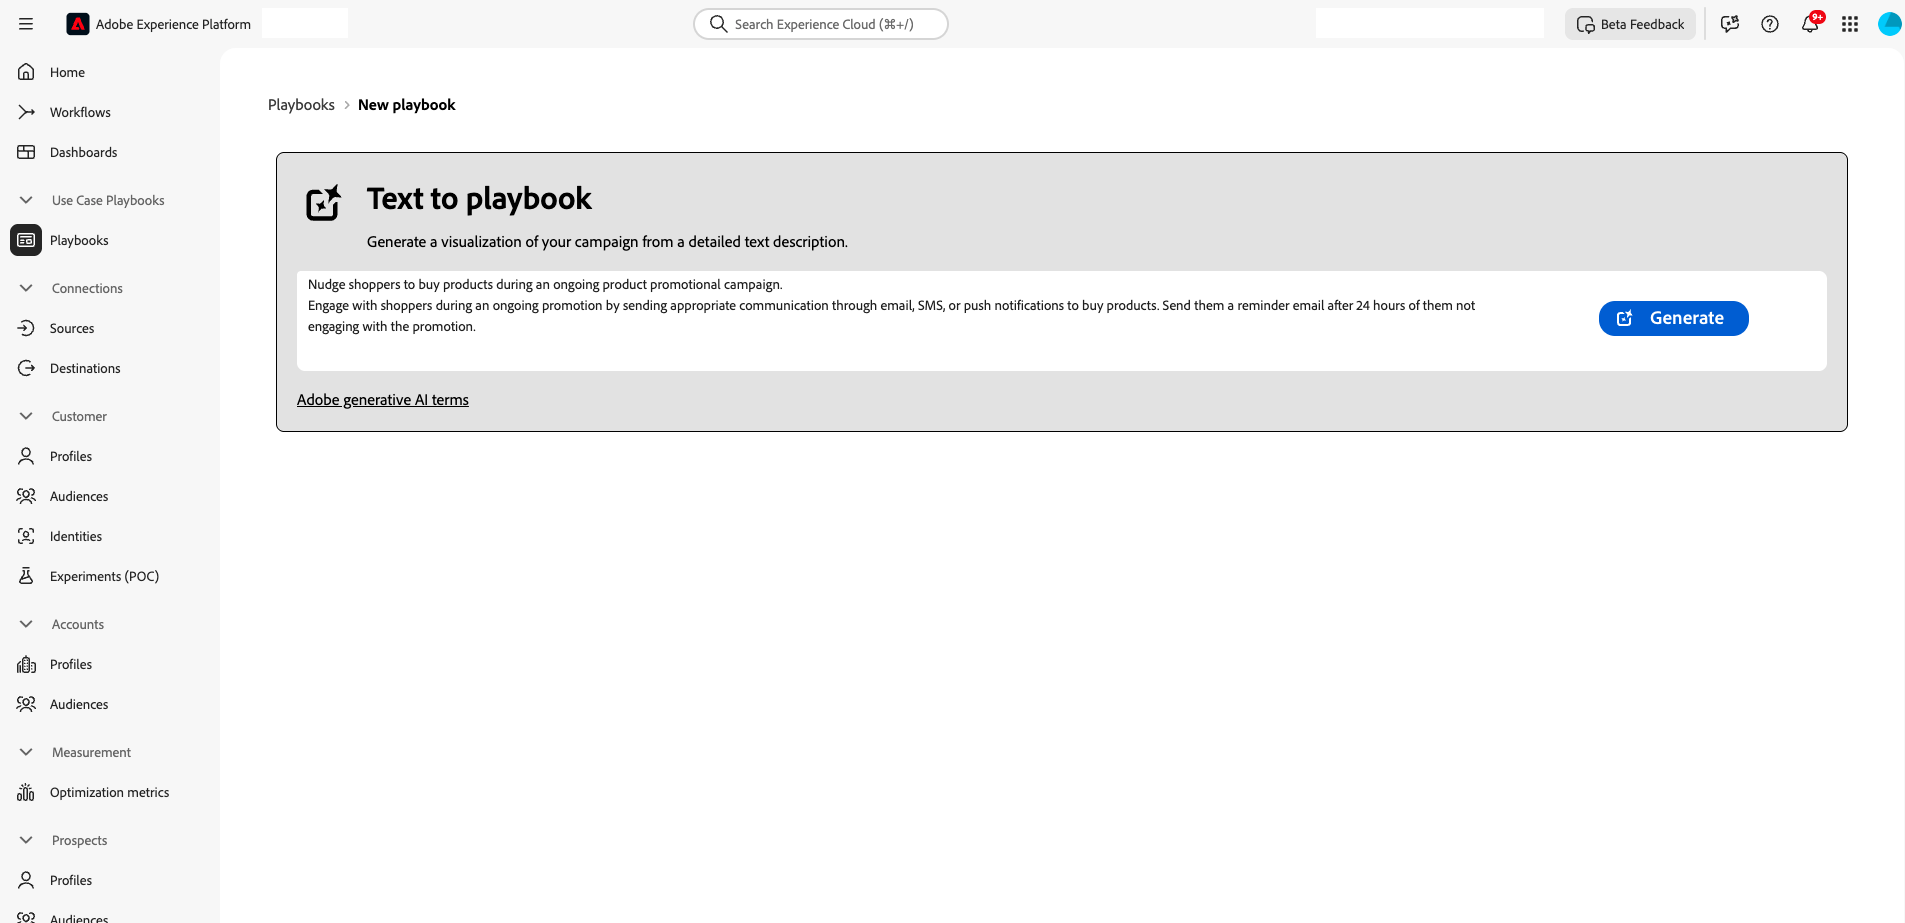 Adobe Experience Platform
Search Experience Cloud (⌘+/)
Beta Feedback
9+
Home
Workflows
Dashboards
Use Case Playbooks
Playbooks
Connections
Sources
Destinations
Customer
Profiles
Audiences
Identities
Experiments (POC)
Accounts
Profiles
Audiences
Measurement
Optimization metrics
Prospects
Profiles
Audiences
Playbooks > New playbook
Text to playbook
Generate a visualization of your campaign from a detailed text description.
Nudge shoppers to buy products during an ongoing product promotional campaign.
Engage with shoppers during an ongoing promotion by sending appropriate communication through email, SMS, or push notifications to buy products. Send them a reminder email after 24 hours of them not
engaging with the promotion.
Generate
Adobe generative AI terms